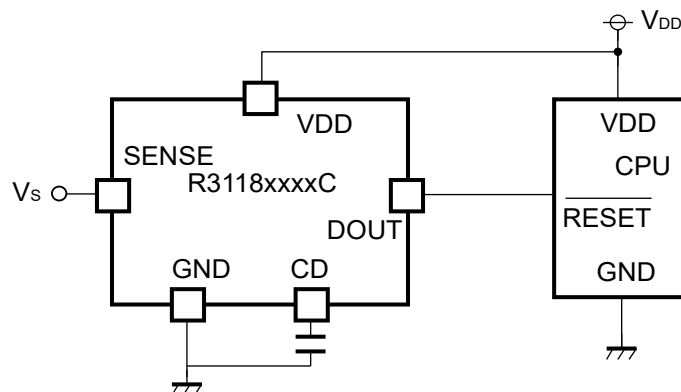 VDD
VDD
VDD
SENSE
CPU
R3118xxxxC
VS
RESET
DOUT
GND
CD
GND